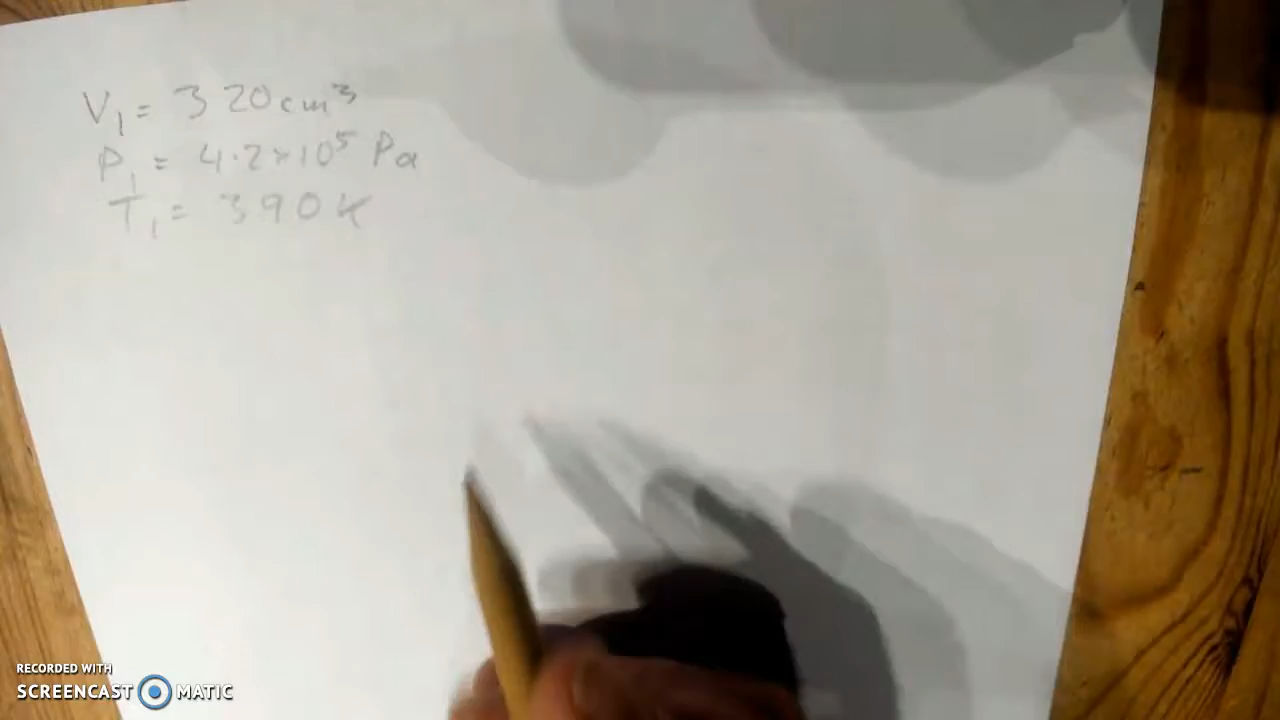 V₁ = 320 cm³
P₁ = 4.2×10⁵ Pa
T₁ = 390 K
RECORDED WITH
SCREENCAST MATIC